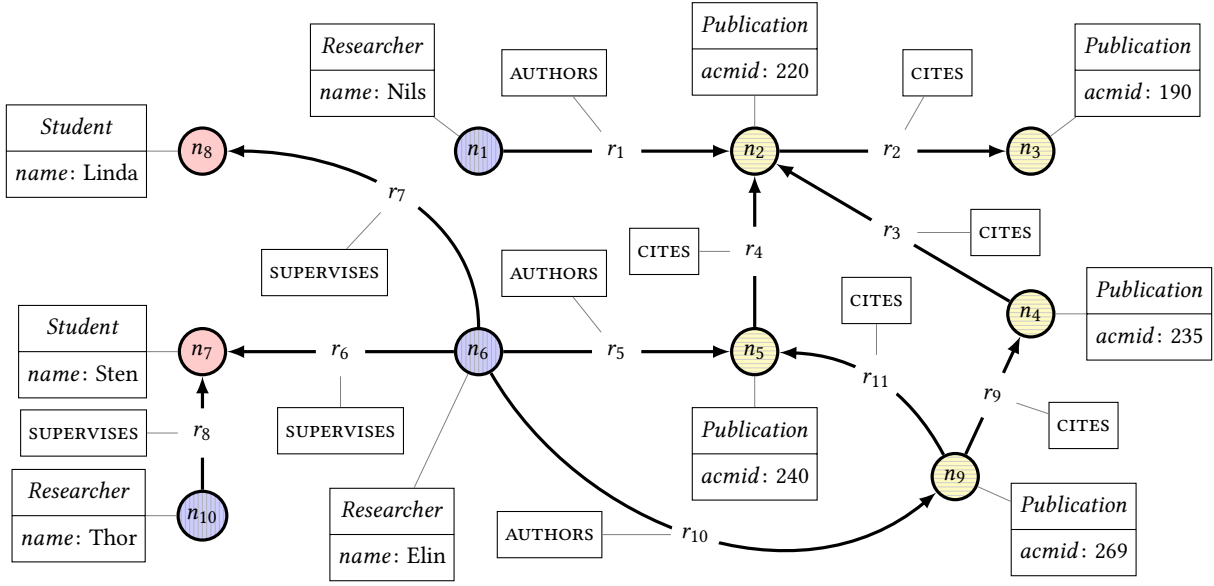 Researcher
name: Nils
AUTHORS
Publication
acmid: 220
CITES
Publication
acmid: 190
Student
name: Linda
n8
n1
r1
n2
r2
n3
r7
SUPERVISES
AUTHORS
CITES
r4
r3
CITES
CITES
Publication
acmid: 235
n4
Student
name: Sten
n7
r6
n6
r5
n5
r11
r9
CITES
SUPERVISES
r8
SUPERVISES
Publication
acmid: 240
n9
Researcher
name: Thor
n10
Researcher
name: Elin
AUTHORS
r10
Publication
acmid: 269